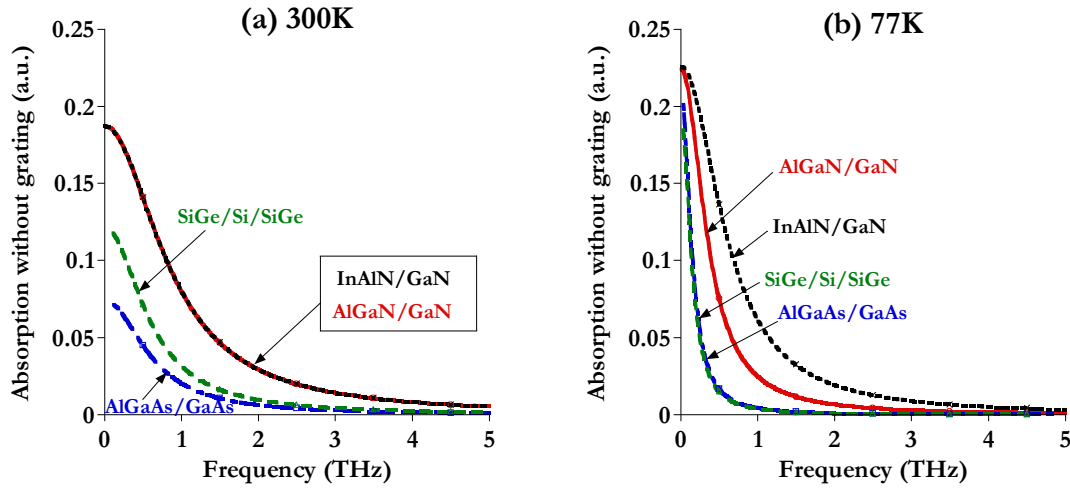 (a) 300K
Absorption without grating (a.u.)
0.25
0.2
0.15
0.1
0.05
0
SiGe/Si/SiGe
InAlN/GaN
AlGaN/GaN
AlGaAs/GaAs
0 1 2 3 4 5
Frequency (THz)
(b) 77K
Absorption without grating (a.u.)
0.25
0.2
0.15
0.1
0.05
0
AlGaN/GaN
InAlN/GaN
SiGe/Si/SiGe
AlGaAs/GaAs
0 1 2 3 4 5
Frequency (THz)